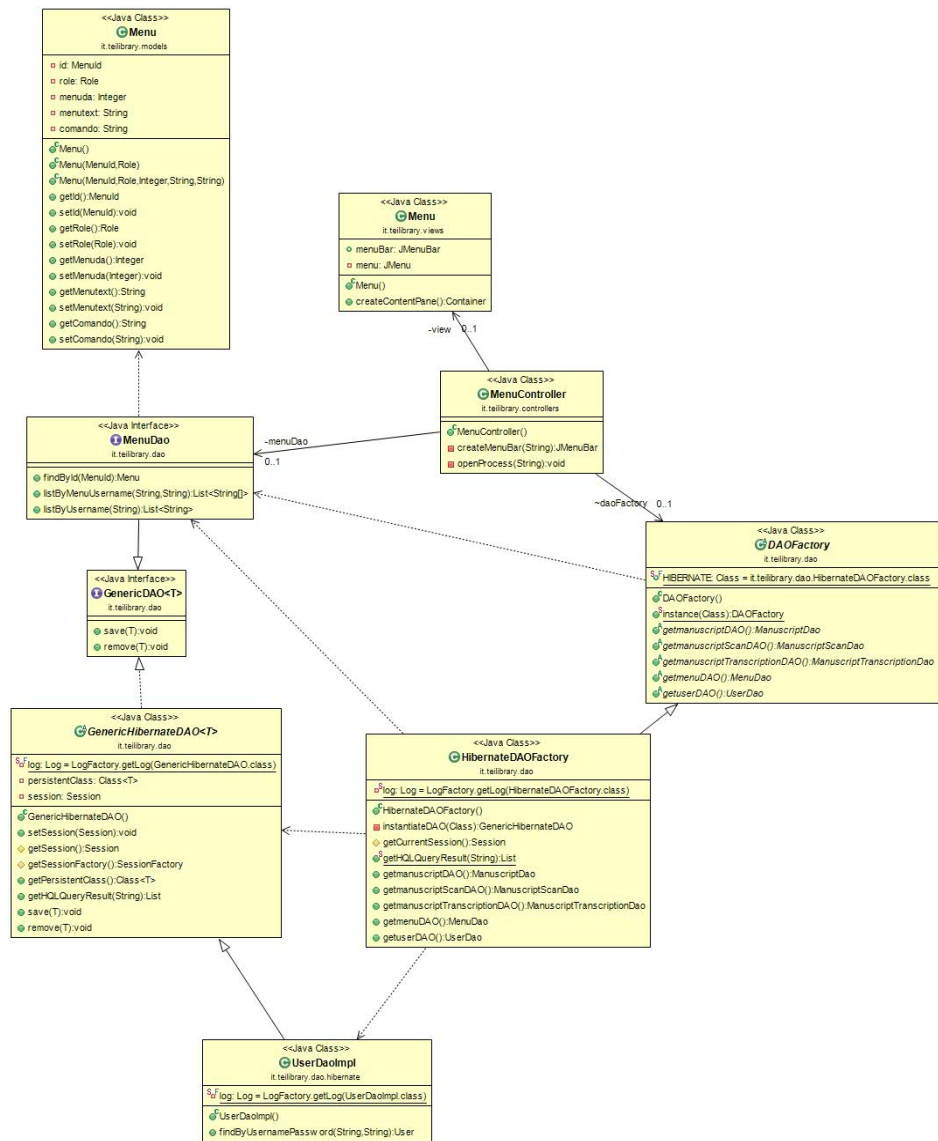 <<Java Class>>
Menu
it.teilibrary.models
id: MenuId
role: Role
menuda: Integer
menutext: String
comando: String
Menu()
Menu(MenuId,Role)
Menu(MenuId,Role,Integer,String,String)
getId():MenuId
setId(MenuId):void
getRole():Role
setRole(Role):void
getMenuda():Integer
setMenuda(Integer):void
getMenutext():String
setMenutext(String):void
getComando():String
setComando(String):void
<<Java Class>>
Menu
it.teilibrary.views
menuBar: JMenuBar
menu: JMenu
Menu()
createContentPane():Container
-view 0..1
<<Java Class>>
MenuController
it.teilibrary.controllers
MenuController()
createMenuBar(String):JMenuBar
openProcess(String):void
-menuDao
0..1
~daoFactory 0..1
<<Java Interface>>
MenuDao
it.teilibrary.dao
findById(MenuId):Menu
listByMenuUsername(String,String):List<String[]>
listByUsername(String):List<String>
<<Java Class>>
DAOFactory
it.teilibrary.dao
HIBERNATE: Class = it.teilibrary.dao.HibernateDAOFactory.class
DAOFactory()
instance(Class):DAOFactory
getmanuscriptDAO():ManuscriptDao
getmanuscriptScanDAO():ManuscriptScanDao
getmanuscriptTranscriptionDAO():ManuscriptTranscriptionDao
getmenuDAO():MenuDao
getuserDAO():UserDao
<<Java Interface>>
GenericDAO<T>
it.teilibrary.dao
save(T):void
remove(T):void
<<Java Class>>
GenericHibernateDAO<T>
it.teilibrary.dao
log: Log = LogFactory.getLog(GenericHibernateDAO.class)
persistentClass: Class<T>
session: Session
GenericHibernateDAO()
setSession(Session):void
getSession():Session
getSessionFactory():SessionFactory
getPersistentClass():Class<T>
getHQLQueryResult(String):List
save(T):void
remove(T):void
<<Java Class>>
HibernateDAOFactory
it.teilibrary.dao
log: Log = LogFactory.getLog(HibernateDAOFactory.class)
HibernateDAOFactory()
instantiateDAO(Class):GenericHibernateDAO
getCurrentSession():Session
getHQLQueryResult(String):List
getmanuscriptDAO():ManuscriptDao
getmanuscriptScanDAO():ManuscriptScanDao
getmanuscriptTranscriptionDAO():ManuscriptTranscriptionDao
getmenuDAO():MenuDao
getuserDAO():UserDao
<<Java Class>>
UserDaoImpl
it.teilibrary.dao.hibernate
log: Log = LogFactory.getLog(UserDaoImpl.class)
UserDaoImpl()
findByUsernamePassword(String,String):User